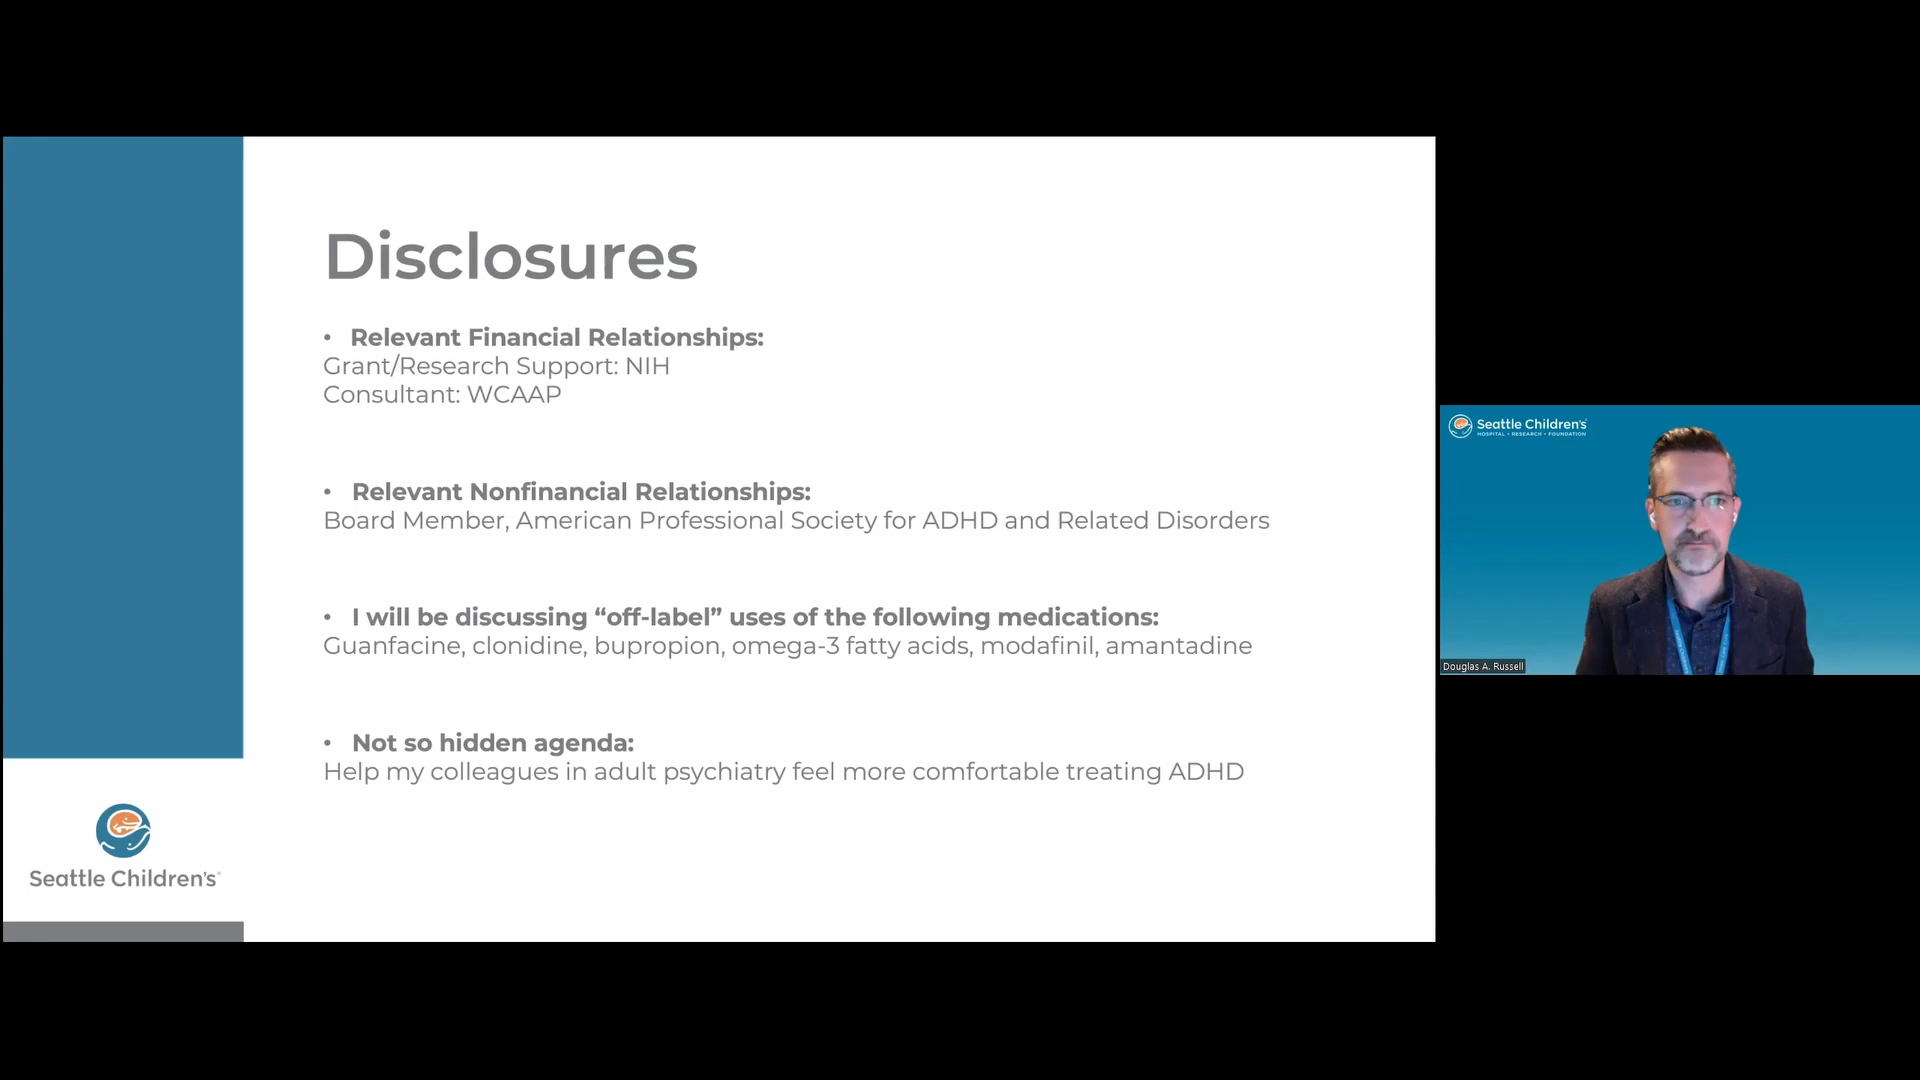 Disclosures
• Relevant Financial Relationships:
Grant/Research Support: NIH
Consultant: WCAAP
• Relevant Nonfinancial Relationships:
Board Member, American Professional Society for ADHD and Related Disorders
• I will be discussing “off-label” uses of the following medications:
Guanfacine, clonidine, bupropion, omega-3 fatty acids, modafinil, amantadine
• Not so hidden agenda:
Help my colleagues in adult psychiatry feel more comfortable treating ADHD
Seattle Children's
Seattle Children's
HOSPITAL • RESEARCH • FOUNDATION
Douglas A. Russell